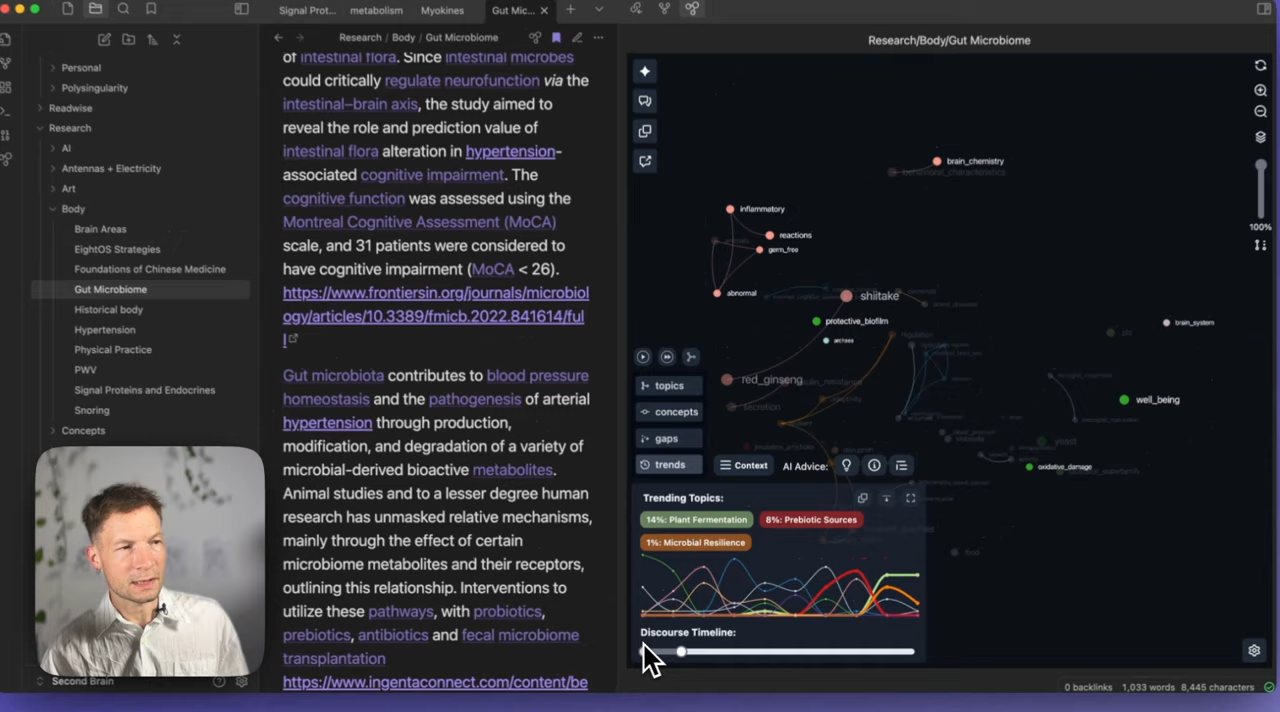 Signal Prot...
metabolism
Myokines
Gut Mic...
Research / Body / Gut Microbiome
Research/Body/Gut Microbiome
Personal
Polysingularity
Readwise
Research
AI
Antennas + Electricity
Art
Body
Brain Areas
EightOS Strategies
Foundations of Chinese Medicine
Gut Microbiome
Historical body
Hypertension
Physical Practice
PWV
Signal Proteins and Endocrines
Snoring
Concepts
Second Brain
of intestinal flora. Since intestinal microbes
could critically regulate neurofunction via the
intestinal–brain axis, the study aimed to
reveal the role and prediction value of
intestinal flora alteration in hypertension-
associated cognitive impairment. The
cognitive function was assessed using the
Montreal Cognitive Assessment (MoCA)
scale, and 31 patients were considered to
have cognitive impairment (MoCA < 26).
https://www.frontiersin.org/journals/microbiol
ogy/articles/10.3389/fmicb.2022.841614/ful
l
Gut microbiota contributes to blood pressure
homeostasis and the pathogenesis of arterial
hypertension through production,
modification, and degradation of a variety of
microbial-derived bioactive metabolites.
Animal studies and to a lesser degree human
research has unmasked relative mechanisms,
mainly through the effect of certain
microbiome metabolites and their receptors,
outlining this relationship. Interventions to
utilize these pathways, with probiotics,
prebiotics, antibiotics and fecal microbiome
transplantation
https://www.ingentaconnect.com/content/be
brain_chemistry
behavioral_characteristics
inflammatory
reactions
germ_free
abnormal
shiitake
protective_biofilm
archaea
brain_system
red_ginseng
secretion
well_being
yeast
oxidative_damage
food
100%
topics
concepts
gaps
trends
Context
AI Advice:
Trending Topics:
14%: Plant Fermentation
8%: Prebiotic Sources
1%: Microbial Resilience
Discourse Timeline:
0 backlinks
1,033 words
8,445 characters